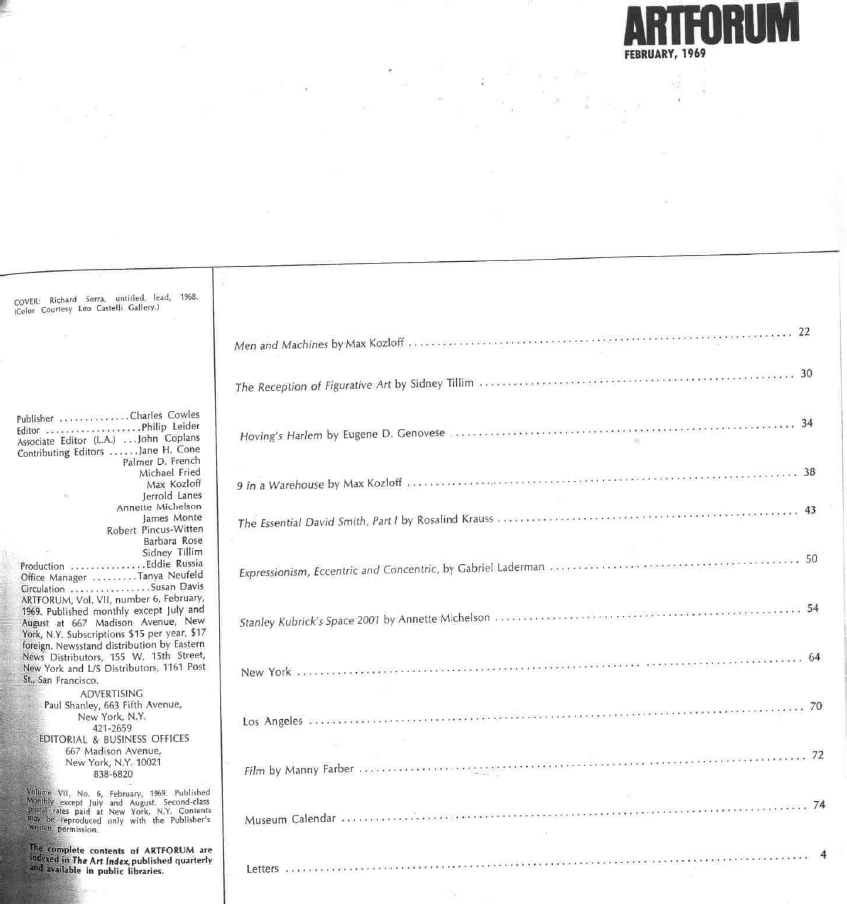 ARTFORUM
FEBRUARY, 1969
COVER: Richard Serra, untitled, lead, 1968.
(Color Courtesy Leo Castelli Gallery.)
Publisher ..............Charles Cowles
Editor ...................Philip Leider
Associate Editor (L.A.) ...John Coplans
Contributing Editors ......Jane H. Cone
Palmer D. French
Michael Fried
Max Kozloff
Jerrold Lanes
Annette Michelson
James Monte
Robert Pincus-Witten
Barbara Rose
Sidney Tillim
Production ...............Eddie Russia
Office Manager .........Tanya Neufeld
Circulation ................Susan Davis
ARTFORUM, Vol. VII, number 6, February,
1969. Published monthly except July and
August at 667 Madison Avenue, New
York, N.Y. Subscriptions $15 per year, $17
foreign. Newsstand distribution by Eastern
News Distributors, 155 W. 15th Street,
New York and L/S Distributors, 1161 Post
St., San Francisco.
ADVERTISING
Paul Shanley, 663 Fifth Avenue,
New York, N.Y.
421-2659
EDITORIAL & BUSINESS OFFICES
667 Madison Avenue,
New York, N.Y. 10021
838-6820
Volume VII, No. 6, February, 1969. Published
Monthly except July and August. Second-class
postal rates paid at New York, N.Y. Contents
may be reproduced only with the Publisher's
written permission.
The complete contents of ARTFORUM are
indexed in The Art Index, published quarterly
and available in public libraries.
Men and Machines by Max Kozloff ........ 22
The Reception of Figurative Art by Sidney Tillim ........ 30
Hoving's Harlem by Eugene D. Genovese ........ 34
9 in a Warehouse by Max Kozloff ........ 38
The Essential David Smith, Part I by Rosalind Krauss ........ 43
Expressionism, Eccentric and Concentric, by Gabriel Laderman ........ 50
Stanley Kubrick's Space 2001 by Annette Michelson ........ 54
New York ........ 64
Los Angeles ........ 70
Film by Manny Farber ........ 72
Museum Calendar ........ 74
Letters ........ 4